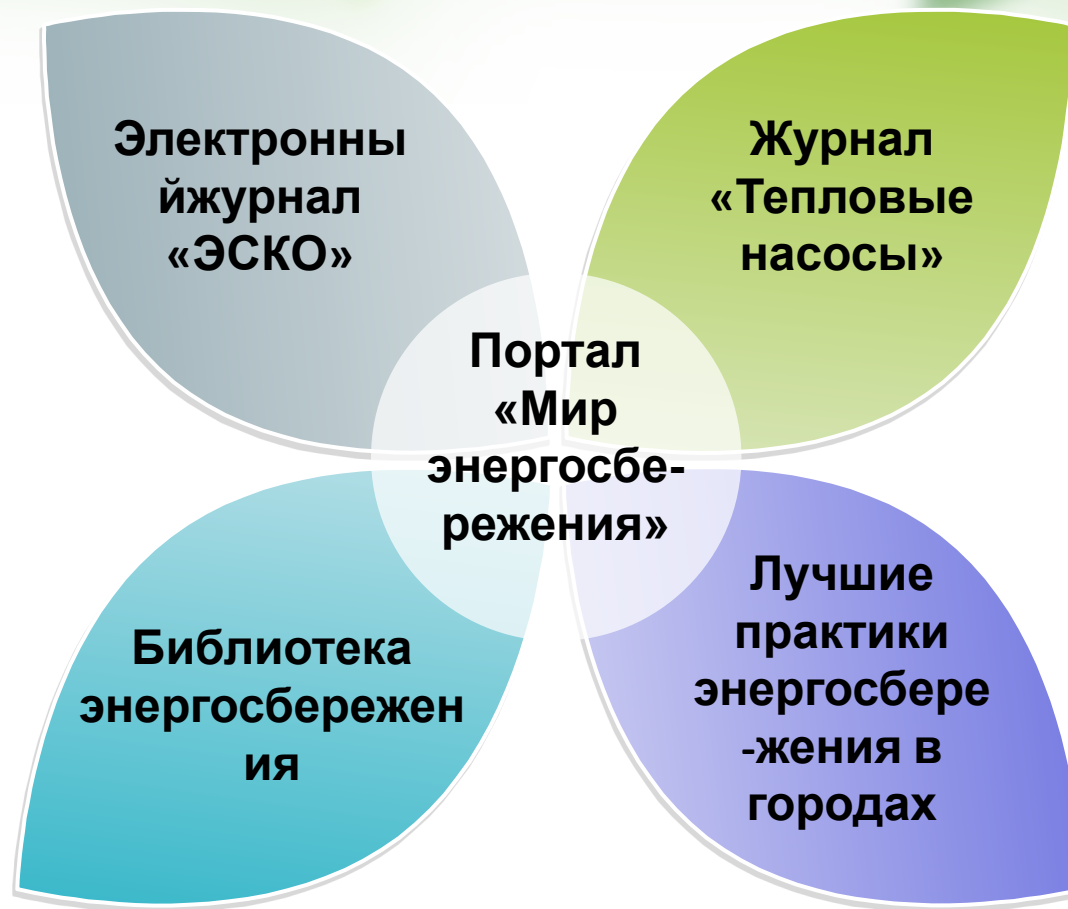 Электронны
йжурнал
«ЭСКО»
Журнал
«Тепловые
насосы»
Портал
«Мир
энергосбе-
режения»
Библиотека
энергосбережен
ия
Лучшие
практики
энергосбере
-жения в
городах